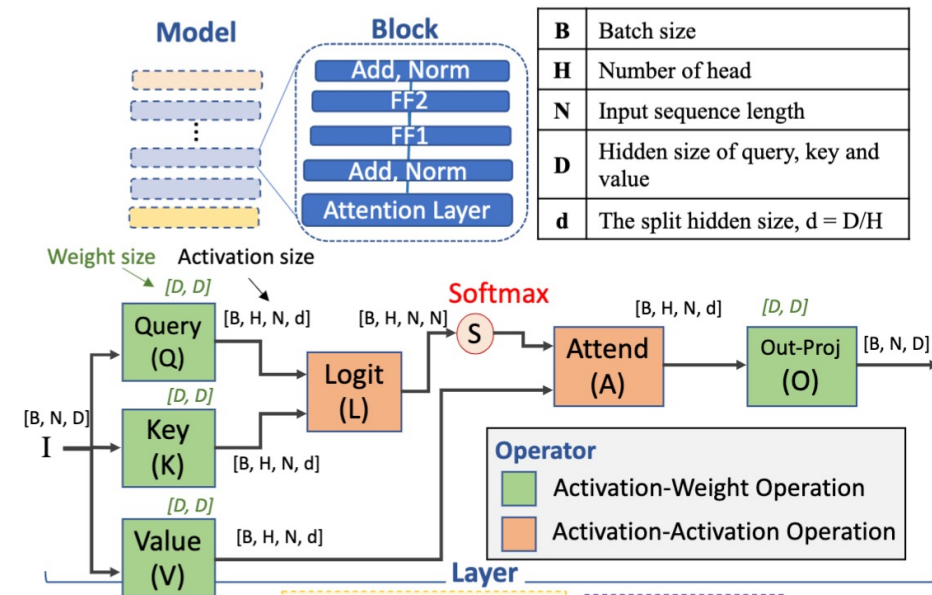 Model
Block
Add, Norm
FF2
FF1
Add, Norm
Attention Layer
B Batch size
H Number of head
N Input sequence length
D Hidden size of query, key and
value
d The split hidden size, d = D/H
Weight size
Activation size
[D, D]
Query
(Q)
[B, H, N, d]
[B, H, N, N]
Softmax
S
[B, H, N, d]
[D, D]
Logit
(L)
Attend
(A)
Out-Proj
(O)
[B, N, D]
[B, N, D]
I
[D, D]
Key
(K)
[B, H, N, d]
[D, D]
Value
(V)
[B, H, N, d]
Operator
Activation-Weight Operation
Activation-Activation Operation
Layer